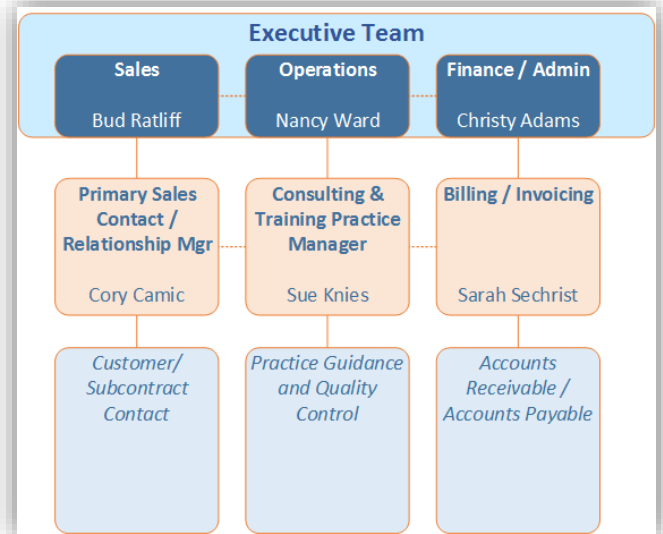 Executive Team
Sales
Bud Ratliff
Operations
Nancy Ward
Finance / Admin
Christy Adams
Primary Sales
Contact /
Relationship Mgr
Cory Camic
Consulting &
Training Practice
Manager
Sue Knies
Billing / Invoicing
Sarah Sechrist
Customer/
Subcontract
Contact
Practice Guidance
and Quality
Control
Accounts
Receivable /
Accounts Payable